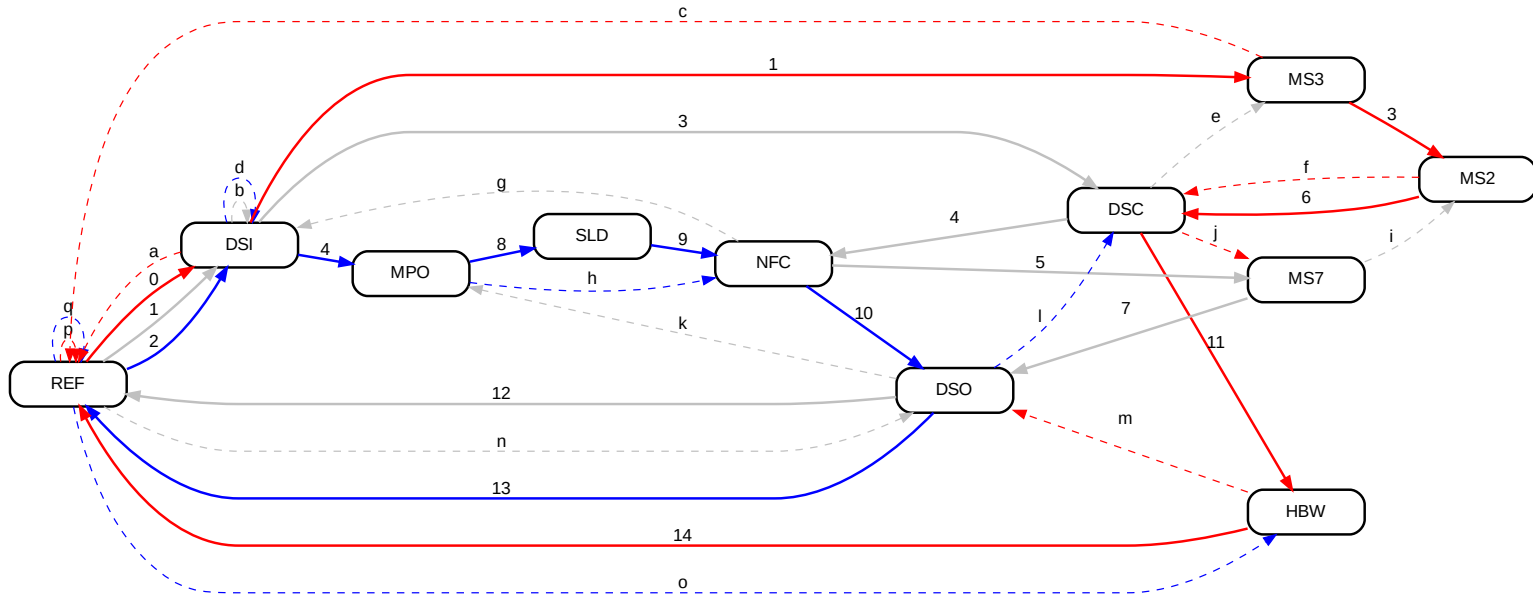 c
1
MS3
3
3
e
d
b
g
f
MS2
6
DSI
a
0
4
MPO
8
SLD
9
NFC
4
DSC
j
i
h
5
MS7
1
2
q
p
REF
10
k
l
7
11
DSO
12
n
m
13
HBW
14
o